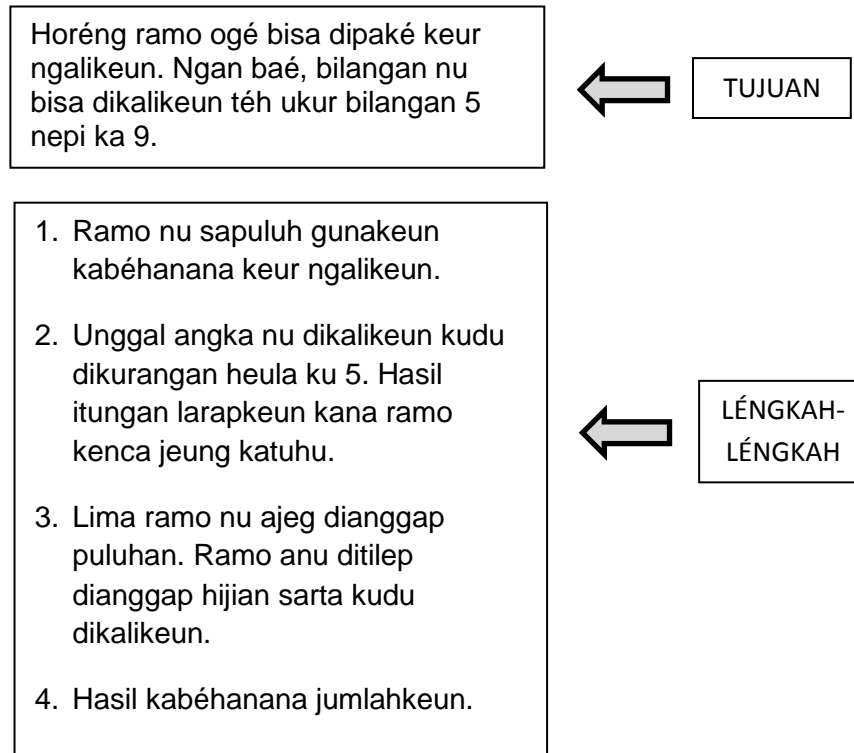 Horéng ramo ogé bisa dipaké keur
ngalikeun. Ngan baé, bilangan nu
bisa dikalikeun téh ukur bilangan 5
nepi ka 9.
TUJUAN
1. Ramo nu sapuluh gunakeun
kabéhanana keur ngalikeun.
2. Unggal angka nu dikalikeun kudu
dikurangan heula ku 5. Hasil
itungan larapkeun kana ramo
kenca jeung katuhu.
3. Lima ramo nu ajeg dianggap
puluhan. Ramo anu ditilep
dianggap hijian sarta kudu
dikalikeun.
4. Hasil kabéhanana jumlahkeun.
LÉNGKAH-
LÉNGKAH